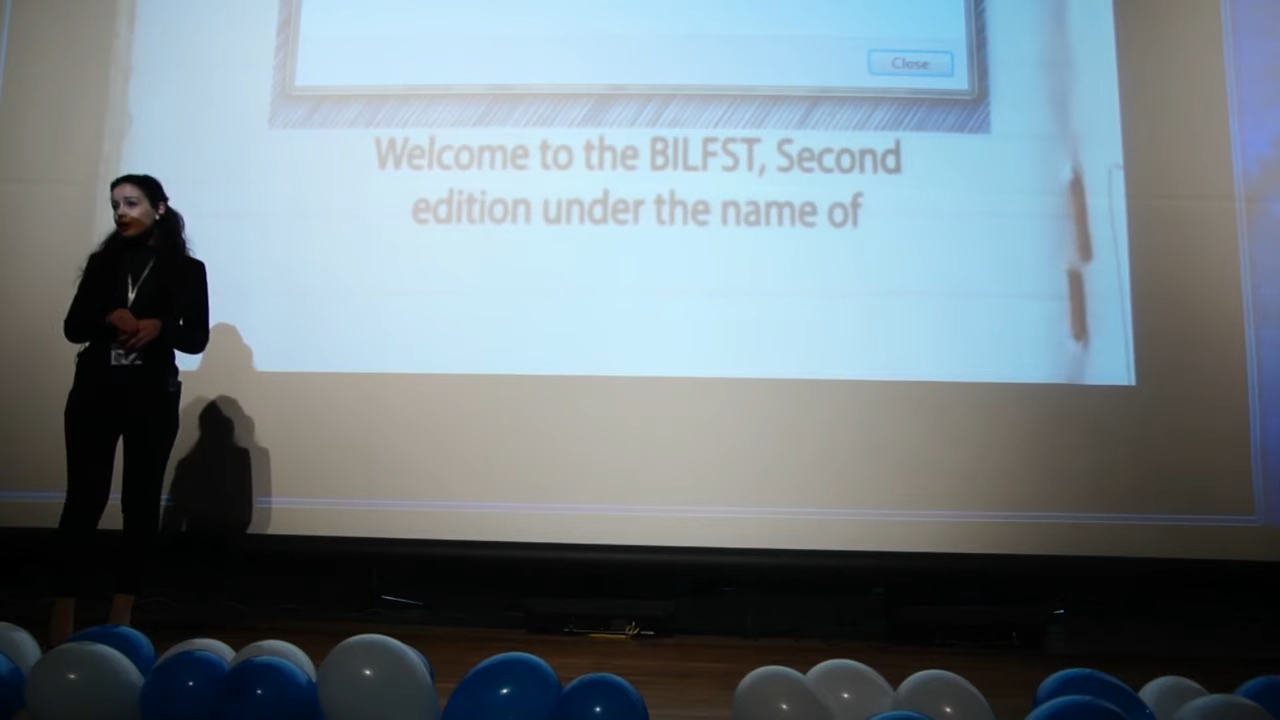 Close
Welcome to the BILFST, Second
edition under the name of